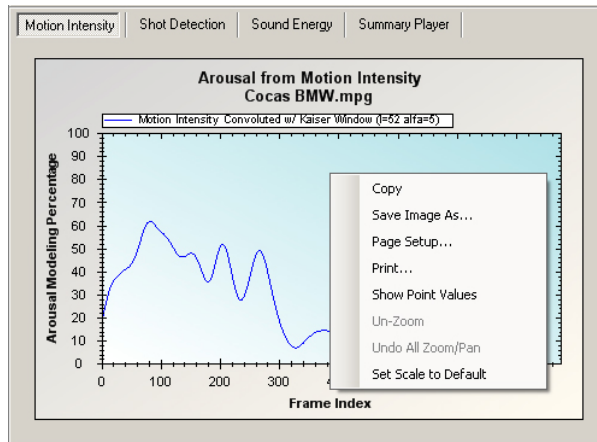 Motion Intensity
Shot Detection
Sound Energy
Summary Player
Arousal from Motion Intensity
Cocas BMW.mpg
Motion Intensity Convoluted w/ Kaiser Window (l=52 alfa=5)
Arousal Modeling Percentage
100
90
80
70
60
50
40
30
20
10
0
Copy
Save Image As...
Page Setup...
Print...
Show Point Values
Un-Zoom
Undo All Zoom/Pan
Set Scale to Default
0
100
200
300
Frame Index